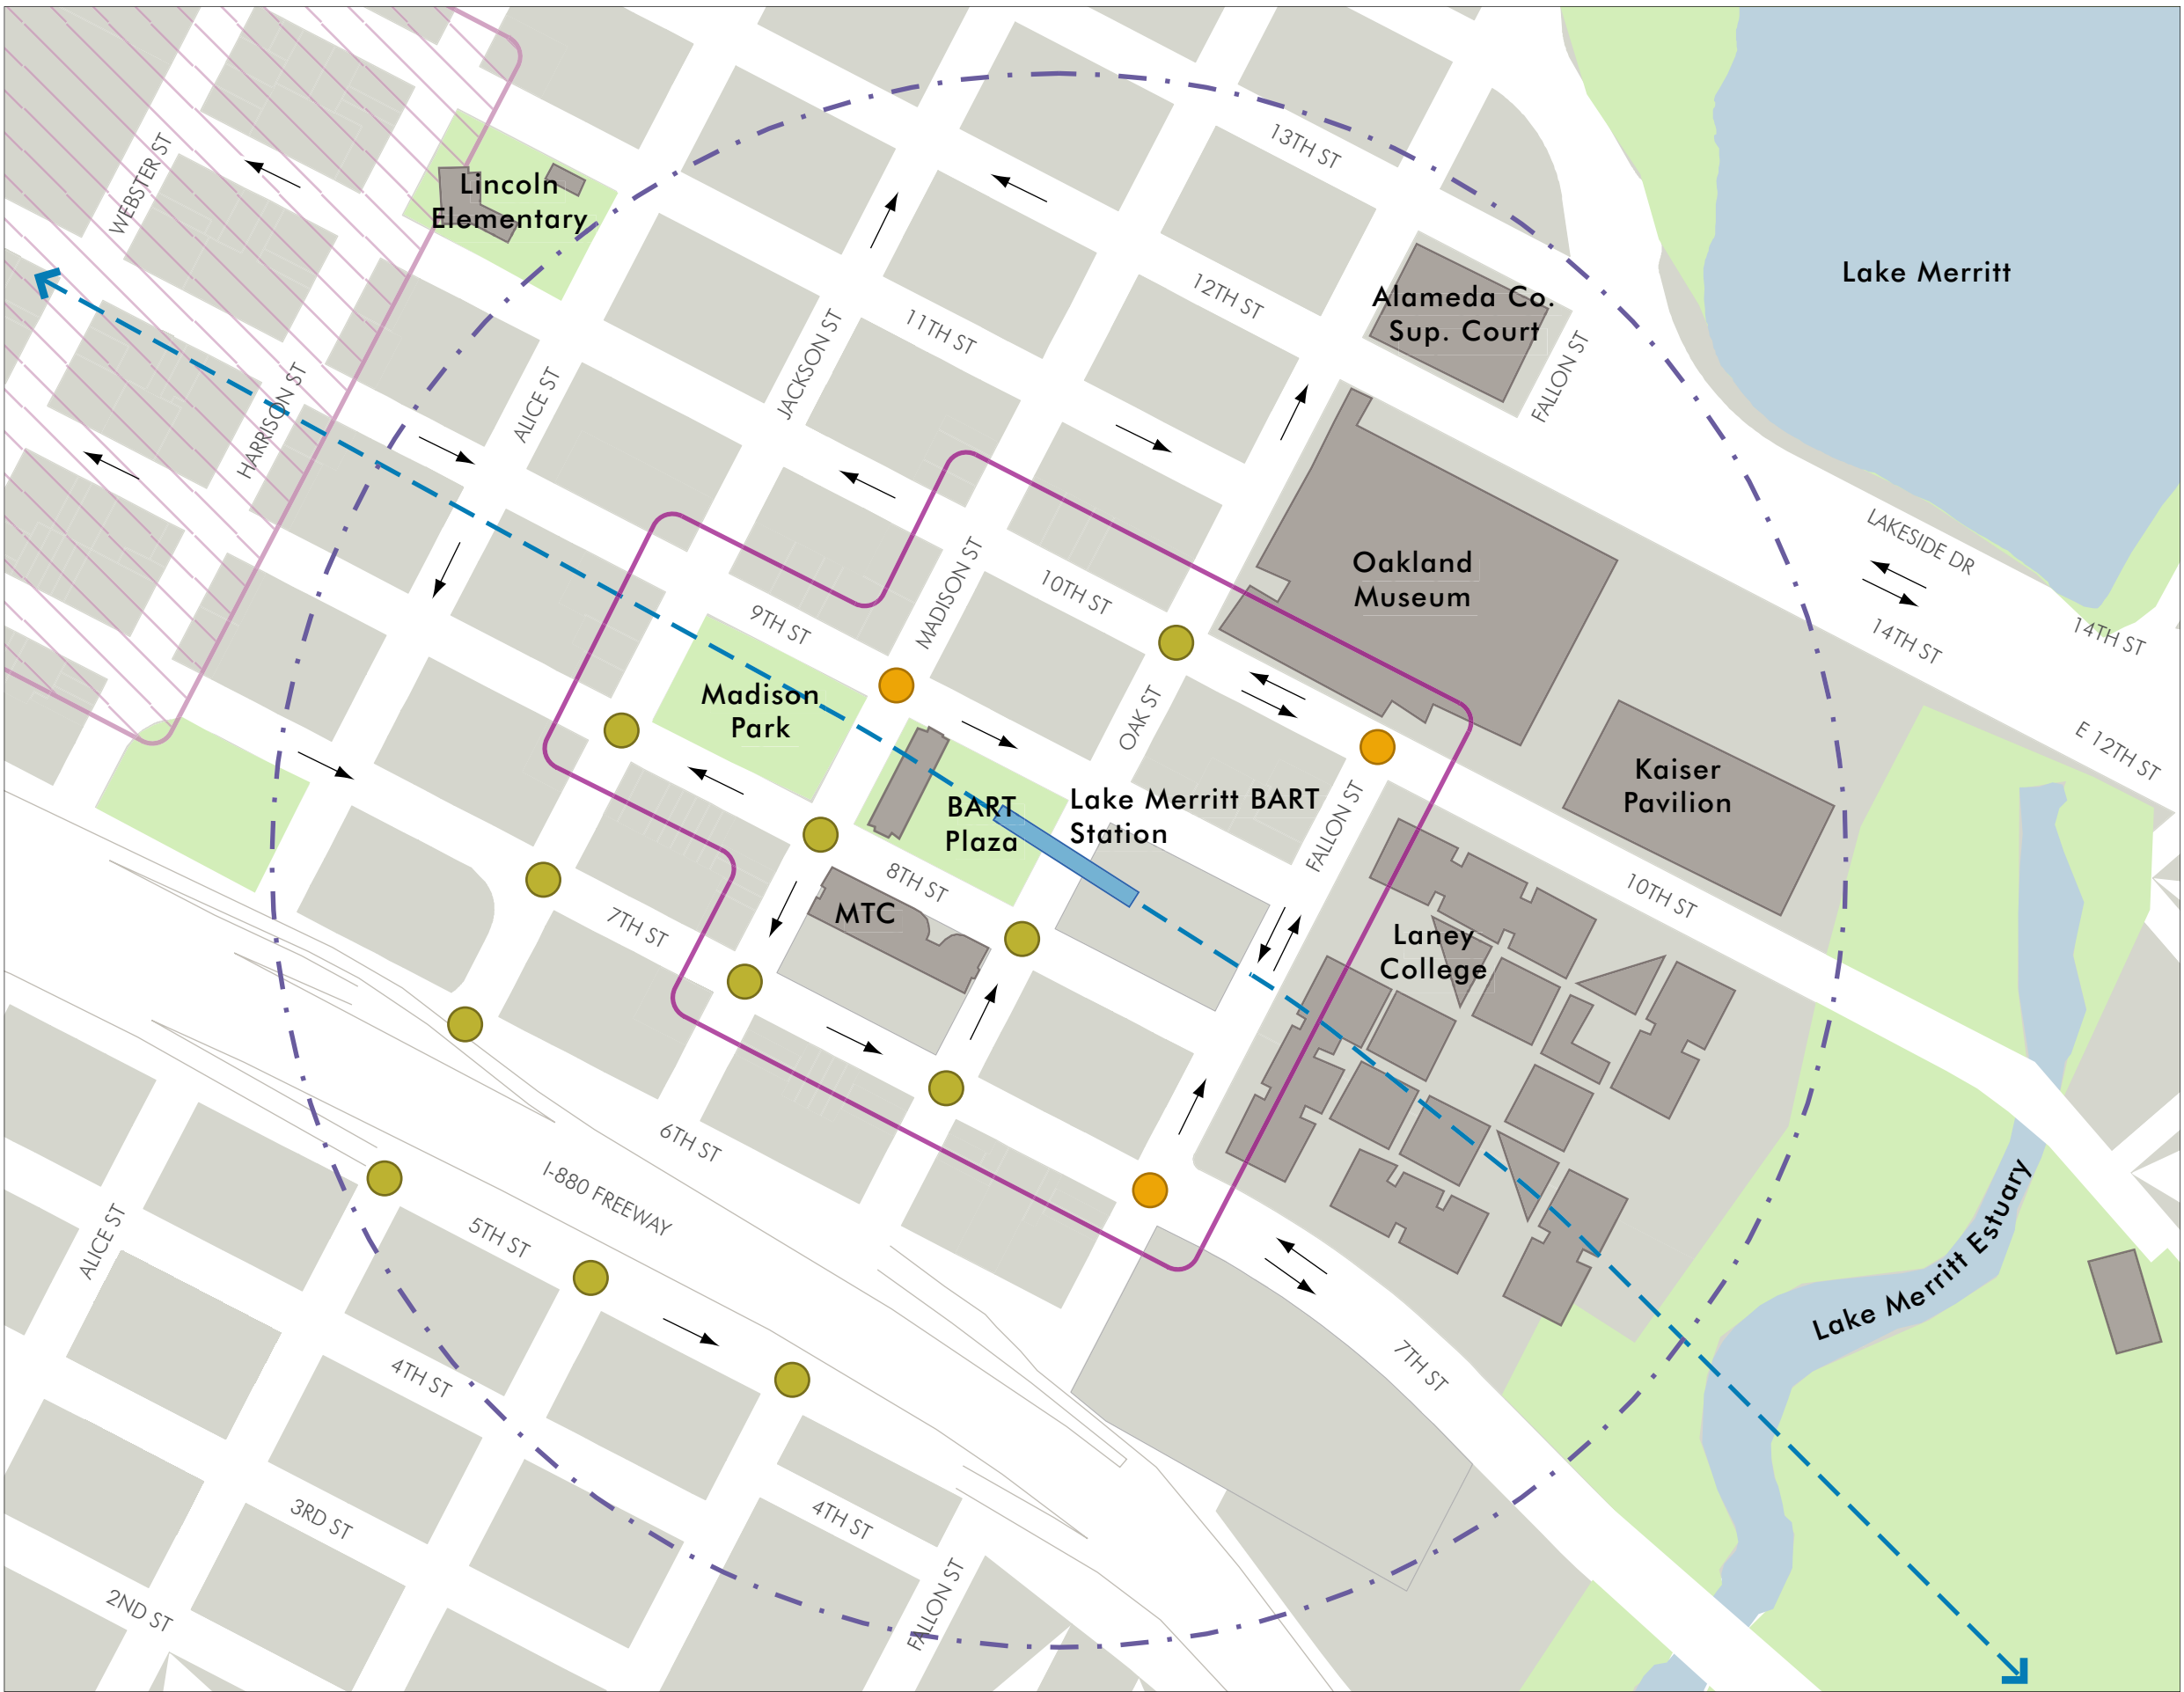 13TH ST
WEBSTER ST
Lincoln
Elementary
Lake Merritt
12TH ST
Alameda Co.
Sup. Court
11TH ST
JACKSON ST
FALLON ST
HARRISON ST
ALICE ST
LAKESIDE DR
Oakland
Museum
10TH ST
MADISON ST
9TH ST
14TH ST
14TH ST
Madison
Park
OAK ST
E 12TH ST
Kaiser
Pavilion
BART
Plaza
Lake Merritt BART
Station
FALLON ST
8TH ST
10TH ST
MTC
7TH ST
Laney
College
6TH ST
I-880 FREEWAY
ALICE ST
5TH ST
Lake Merritt Estuary
4TH ST
7TH ST
3RD ST
4TH ST
2ND ST
FALLON ST